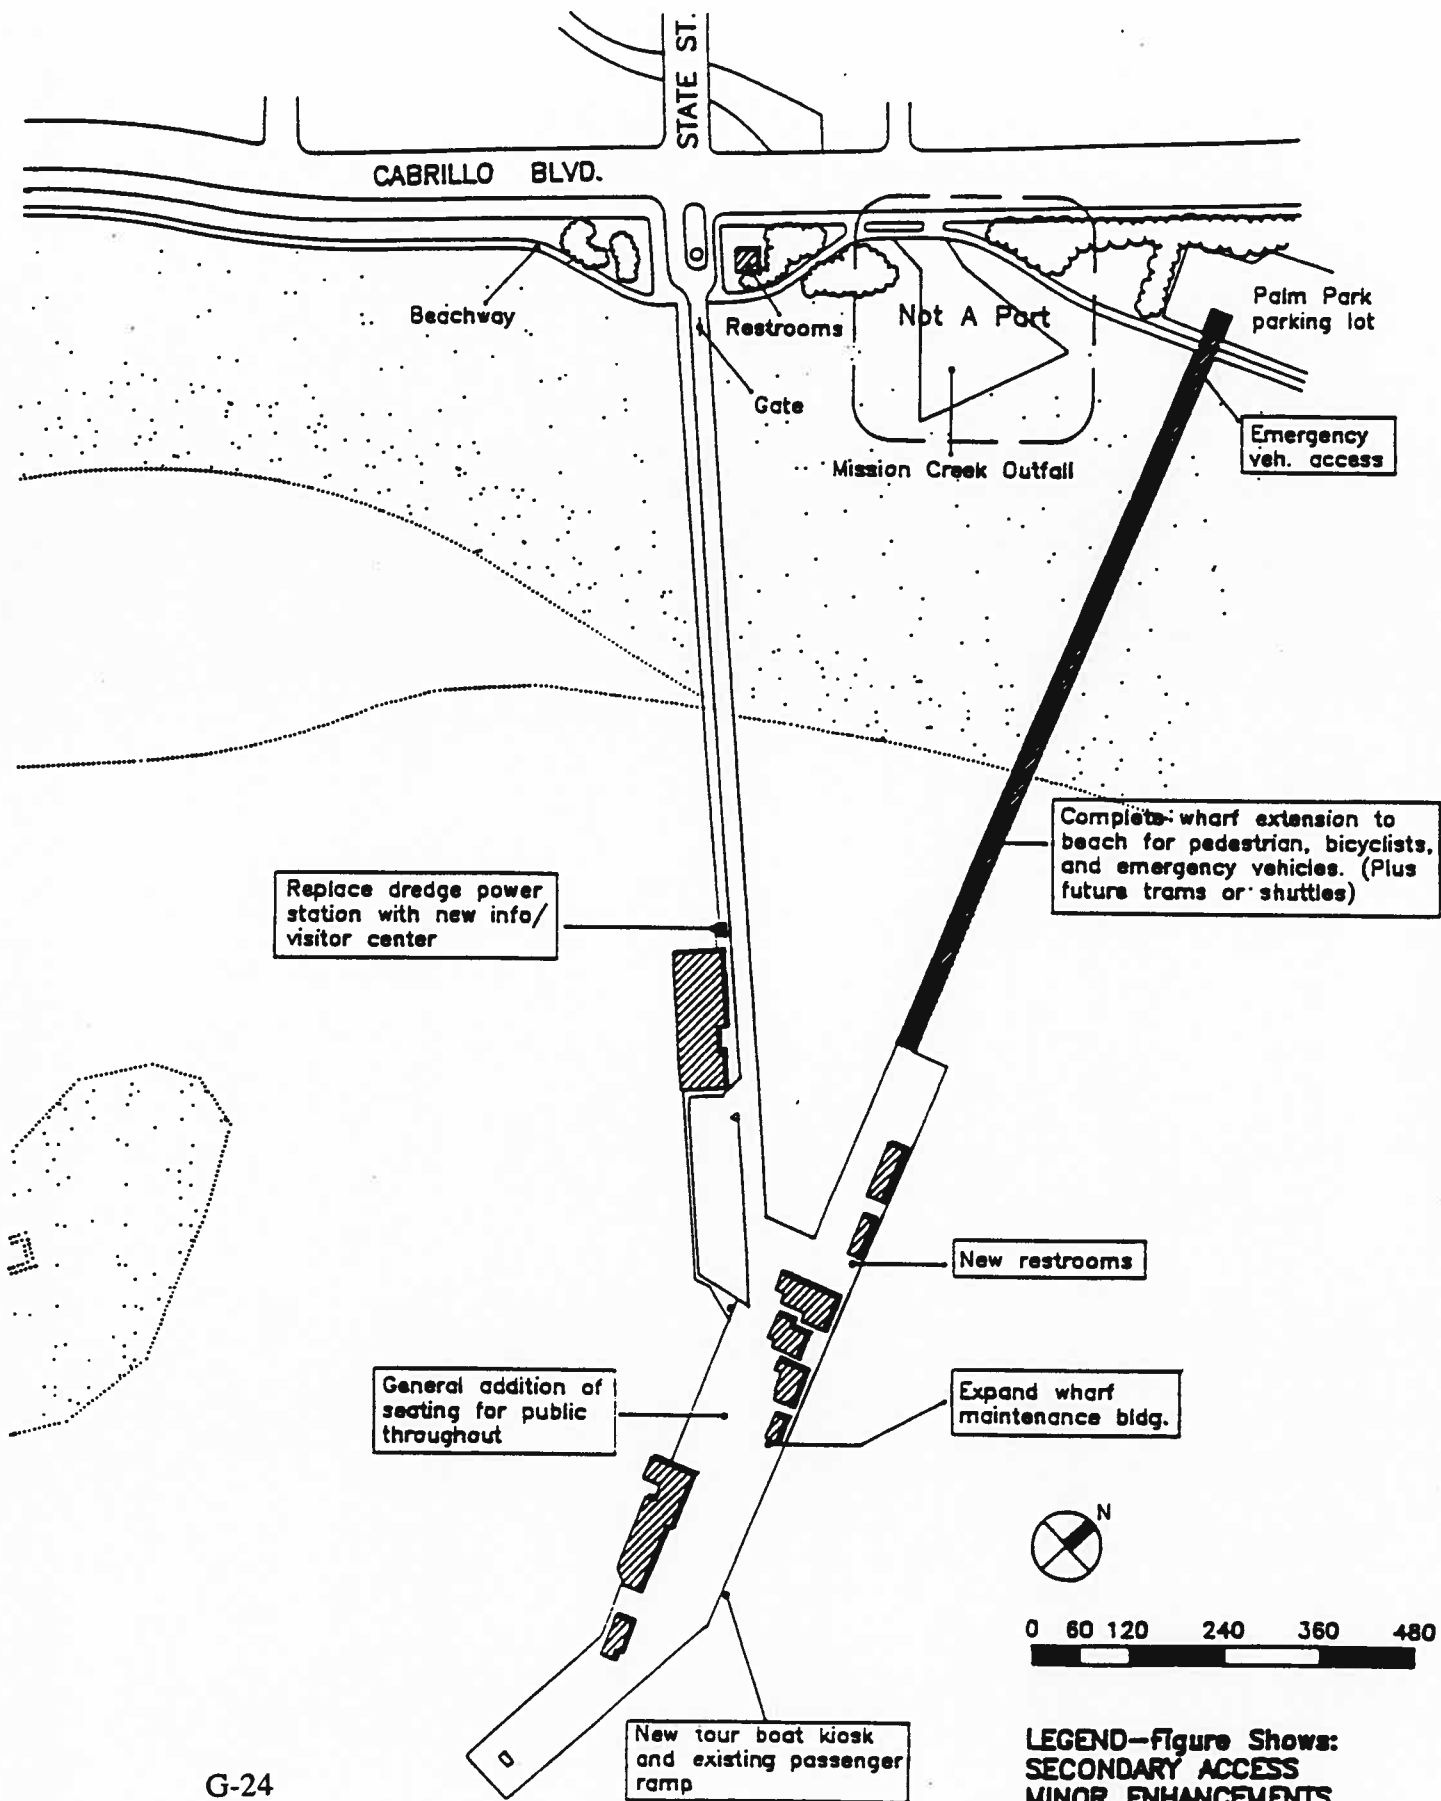 STATE ST.
CABRILLO BLVD.
Beachway
Restrooms
Not A Part
Palm Park
parking lot
Gate
Mission Creek Outfall
Emergency
veh. access
Complete wharf extension to
beach for pedestrian, bicyclists,
and emergency vehicles. (Plus
future trams or shuttles)
Replace dredge power
station with new info/
visitor center
New restrooms
General addition of
seating for public
throughout
Expand wharf
maintenance bldg.
N
0 60 120 240 360 480
New tour boat kiosk
and existing passenger
ramp
LEGEND-Figure Shows:
SECONDARY ACCESS
MINOR ENHANCEMENTS
G-24